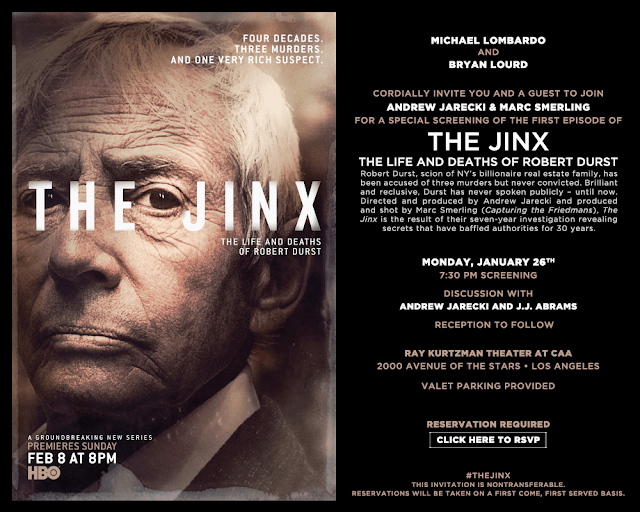 FOUR DECADES.
THREE MURDERS.
AND ONE VERY RICH SUSPECT.
THE JINX
THE LIFE AND DEATHS
OF ROBERT DURST
A GROUNDBREAKING NEW SERIES
PREMIERES SUNDAY
FEB 8 AT 8PM
HBO
MICHAEL LOMBARDO
AND
BRYAN LOURD
CORDIALLY INVITE YOU AND A GUEST TO JOIN
ANDREW JARECKI & MARC SMERLING
FOR A SPECIAL SCREENING OF THE FIRST EPISODE OF
THE JINX
THE LIFE AND DEATHS OF ROBERT DURST
Robert Durst, scion of NY's billionaire real estate family, has
been accused of three murders but never convicted. Brilliant
and reclusive, Durst has never spoken publicly – until now.
Directed and produced by Andrew Jarecki and produced
and shot by Marc Smerling (Capturing the Friedmans), The
Jinx is the result of their seven-year investigation revealing
secrets that have baffled authorities for 30 years.
MONDAY, JANUARY 26TH
7:30 PM SCREENING
DISCUSSION WITH
ANDREW JARECKI AND J.J. ABRAMS
RECEPTION TO FOLLOW
RAY KURTZMAN THEATER AT CAA
2000 AVENUE OF THE STARS • LOS ANGELES
VALET PARKING PROVIDED
RESERVATION REQUIRED
CLICK HERE TO RSVP
#THEJINX
THIS INVITATION IS NONTRANSFERABLE.
RESERVATIONS WILL BE TAKEN ON A FIRST COME, FIRST SERVED BASIS.